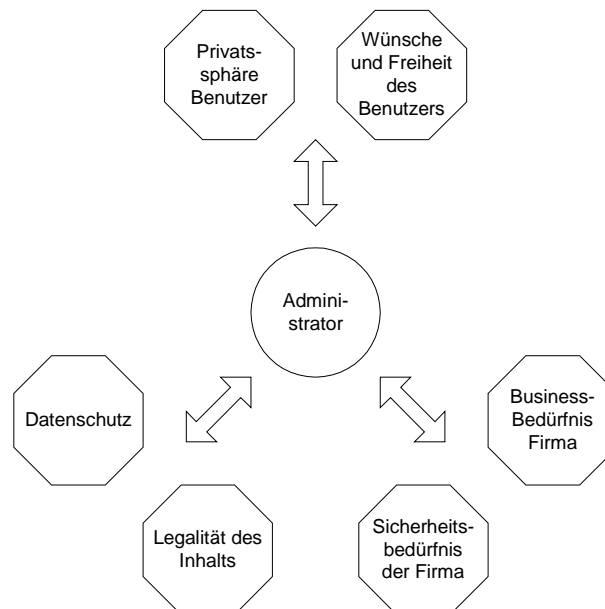 Privats-
sphäre
Benutzer
Wünsche
und Freiheit
des
Benutzers
Admini-
strator
Datenschutz
Business-
Bedürfnis
Firma
Legalität des
Inhalts
Sicherheits-
bedürfnis
der Firma